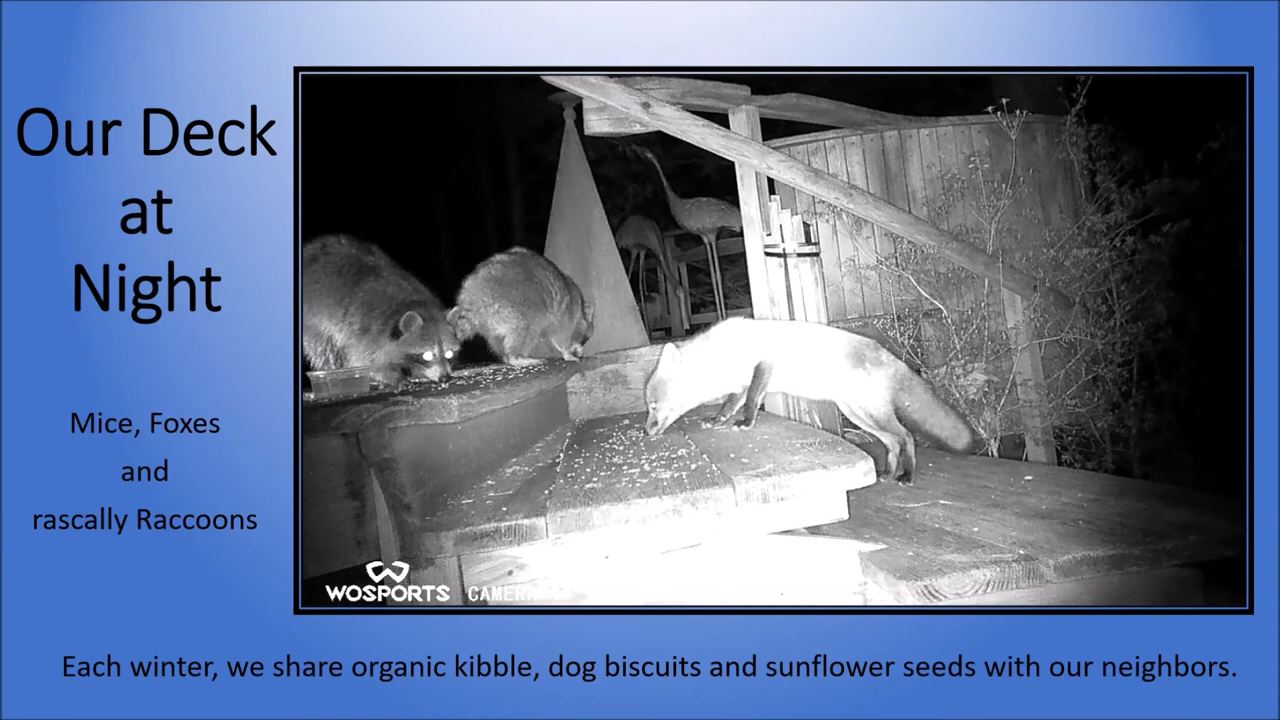 Our Deck
at
Night
Mice, Foxes
and
rascally Raccoons
WOSPORTS CAMERA
Each winter, we share organic kibble, dog biscuits and sunflower seeds with our neighbors.